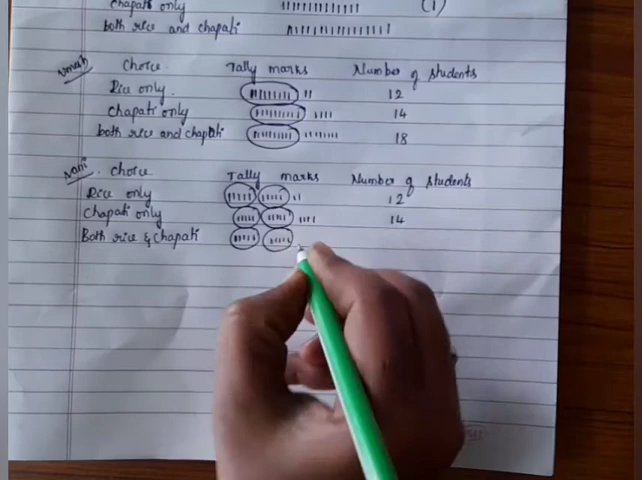 Chapati only (1)
both rice and chapati
Umesh Choice. Tally marks Number of students
Rice only. 12
Chapati only 14
both rice and chapati 18
Vani. Choice Tally marks Number of students
Rice only 12
Chapati only 14
Both rice & chapati